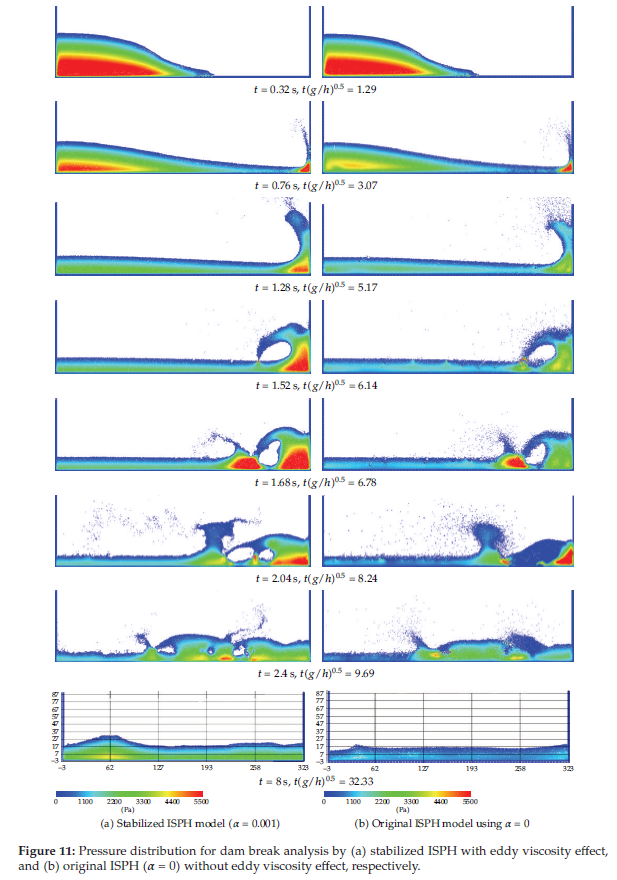 t = 0.32 s, t(g/h)^0.5 = 1.29
t = 0.76 s, t(g/h)^0.5 = 3.07
t = 1.28 s, t(g/h)^0.5 = 5.17
t = 1.52 s, t(g/h)^0.5 = 6.14
t = 1.68 s, t(g/h)^0.5 = 6.78
t = 2.04 s, t(g/h)^0.5 = 8.24
t = 2.4 s, t(g/h)^0.5 = 9.69
87 87
77 77
67 67
57 57
47 47
37 37
27 27
17 17
7 7
−3 −3
−3 62 127 193 258 323 −3 62 127 193 258 323
t = 8 s, t(g/h)^0.5 = 32.33
0 1100 2200 3300 4400 5500 0 1100 2200 3300 4400 5500
(Pa) (Pa)
(a) Stabilized ISPH model (α = 0.001) (b) Original ISPH model using α = 0
Figure 11: Pressure distribution for dam break analysis by (a) stabilized ISPH with eddy viscosity effect,
and (b) original ISPH (α = 0) without eddy viscosity effect, respectively.